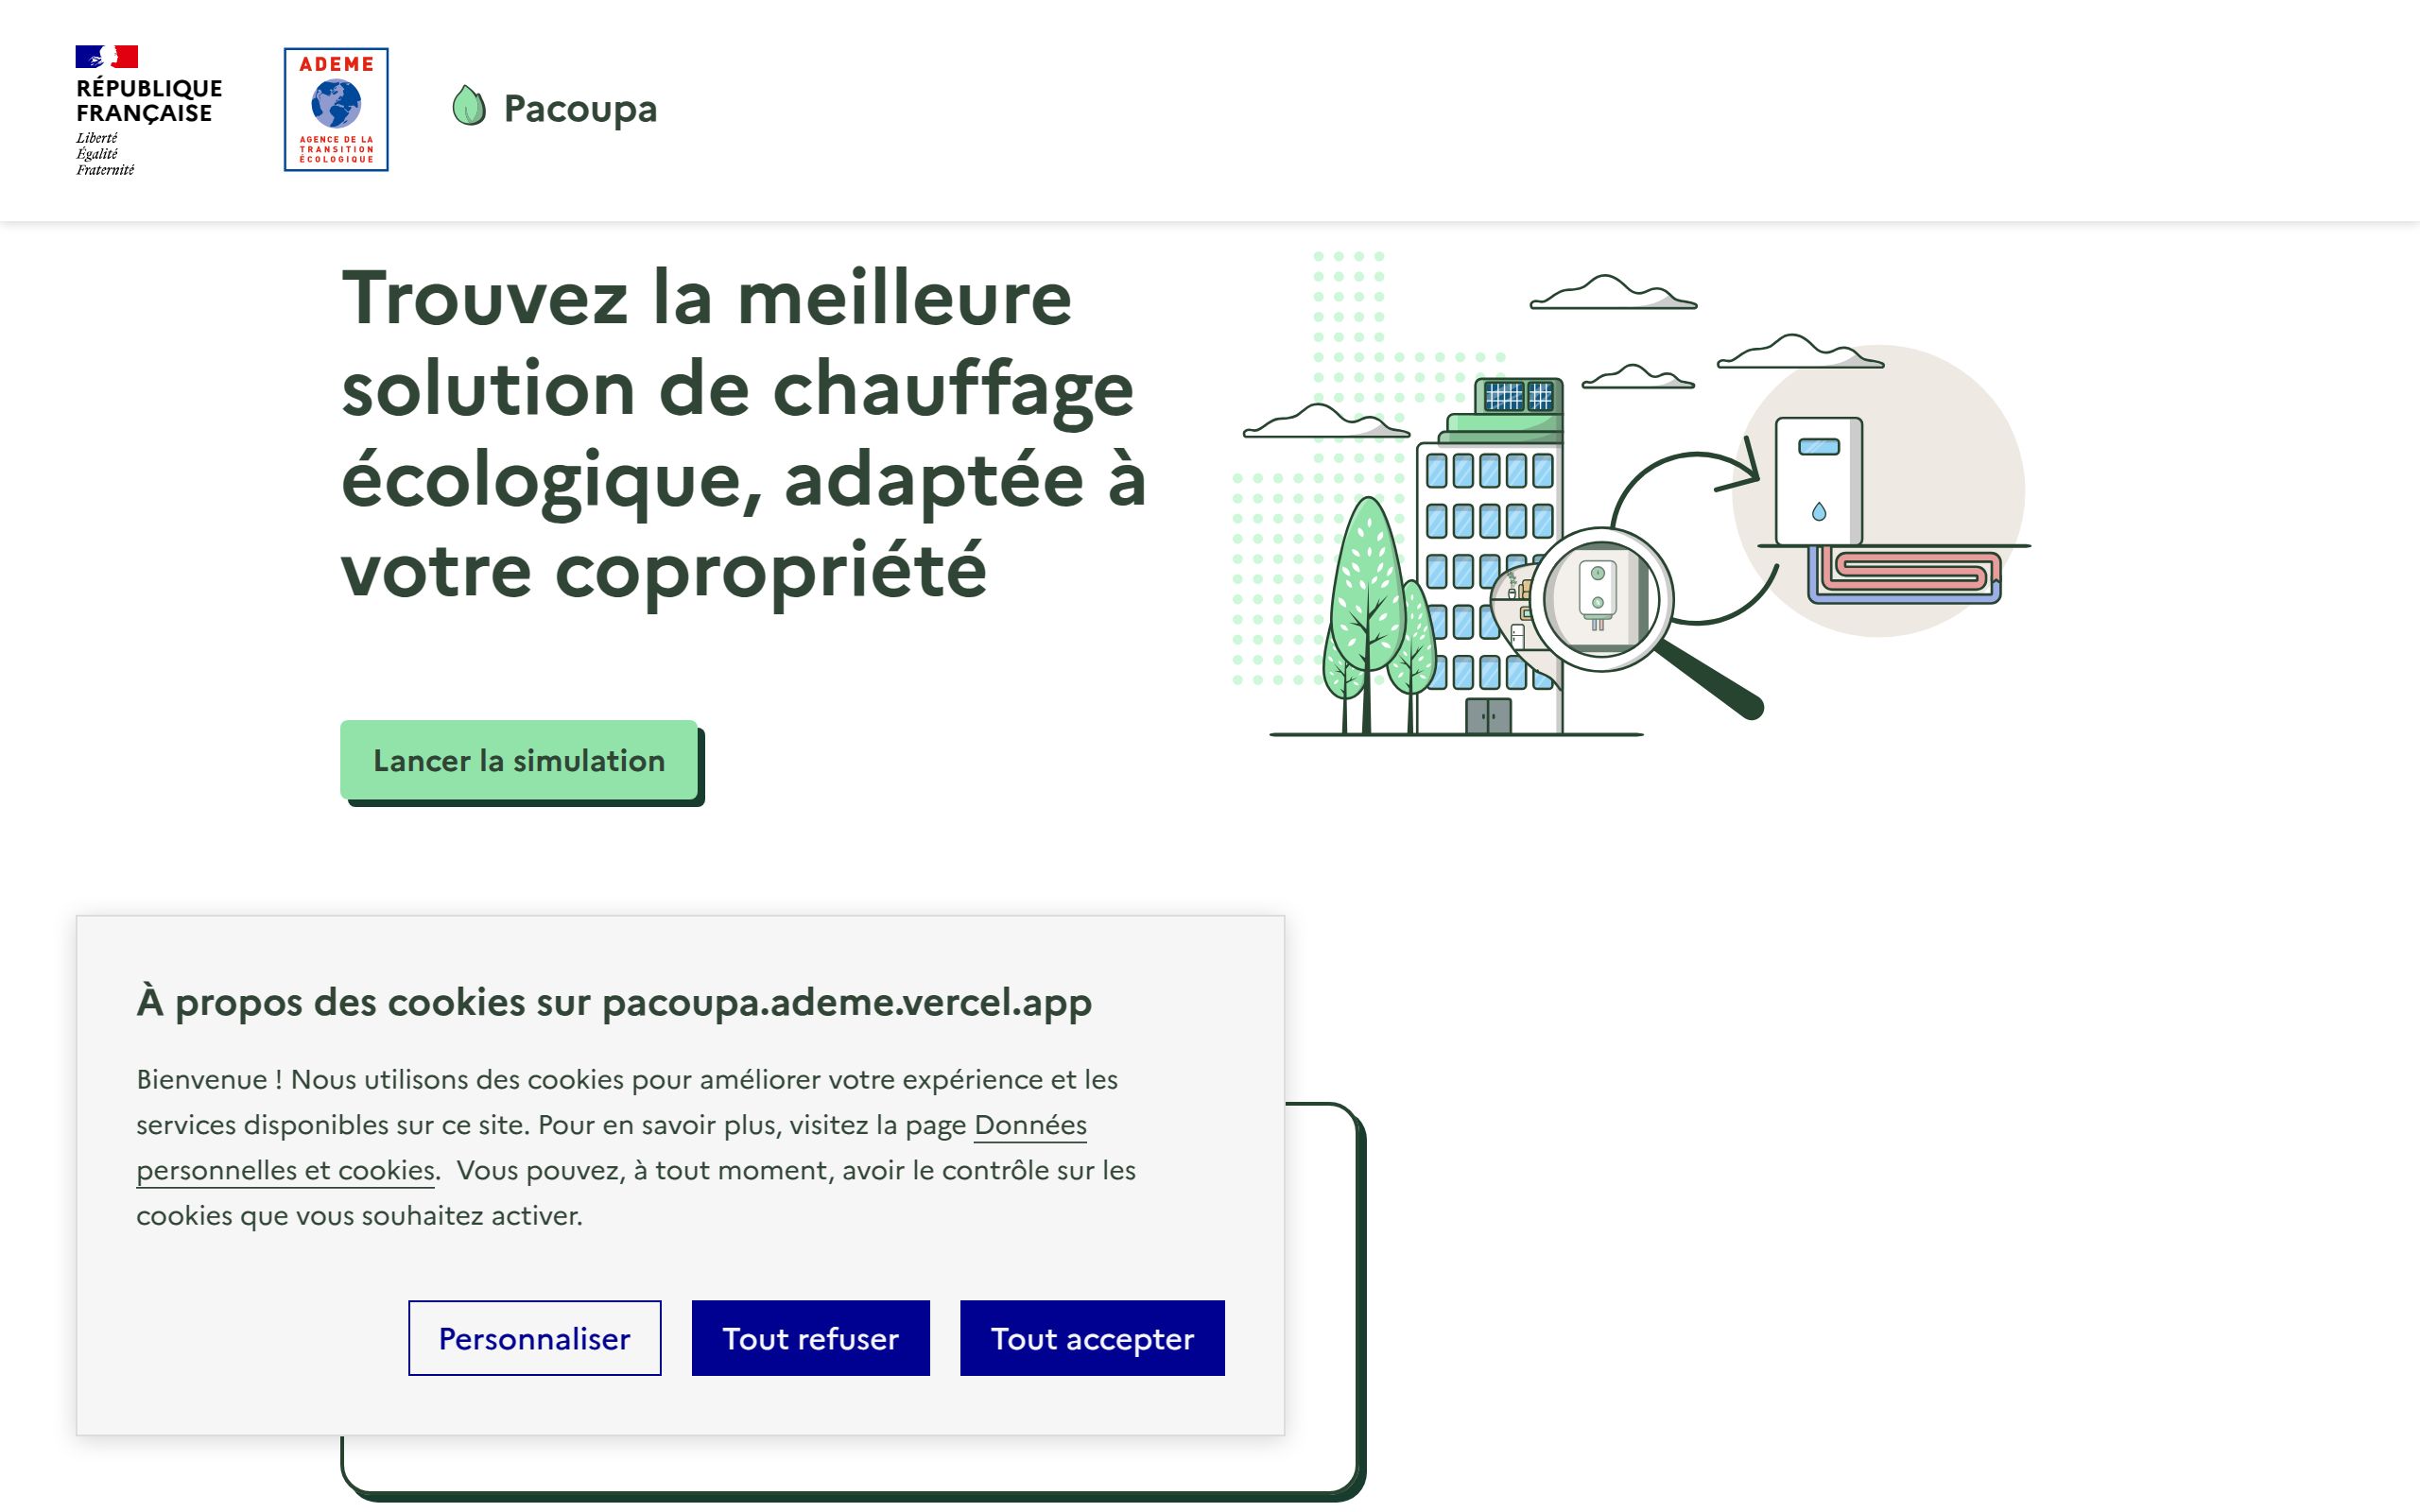 RÉPUBLIQUE
FRANÇAISE
Liberté
Égalité
Fraternité
ADEME
AGENCE DE LA
TRANSITION
ÉCOLOGIQUE
Pacoupa
Trouvez la meilleure
solution de chauffage
écologique, adaptée à
votre copropriété
Lancer la simulation
À propos des cookies sur pacoupa.ademe.vercel.app
Bienvenue ! Nous utilisons des cookies pour améliorer votre expérience et les
services disponibles sur ce site. Pour en savoir plus, visitez la page Données
personnelles et cookies.  Vous pouvez, à tout moment, avoir le contrôle sur les
cookies que vous souhaitez activer.
Personnaliser
Tout refuser
Tout accepter